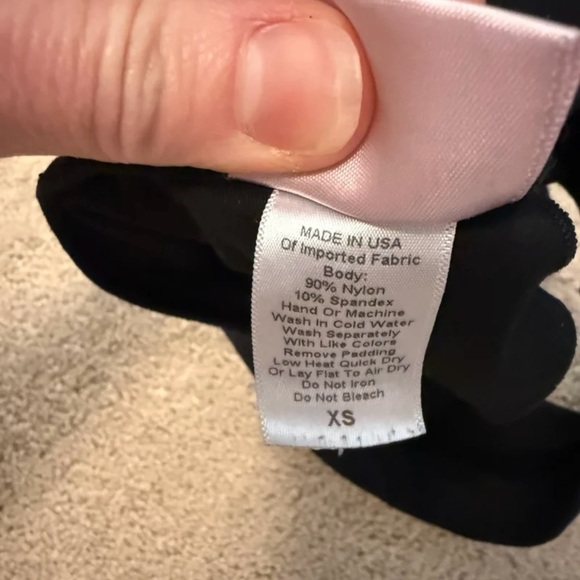 MADE IN USA
Of Imported Fabric
Body:
90% Nylon
10% Spandex
Hand Or Machine
Wash In Cold Water
Wash Separately
With Like Colors
Remove Padding
Low Heat Quick Dry
Or Lay Flat To Air Dry
Do Not Iron
Do Not Bleach
XS